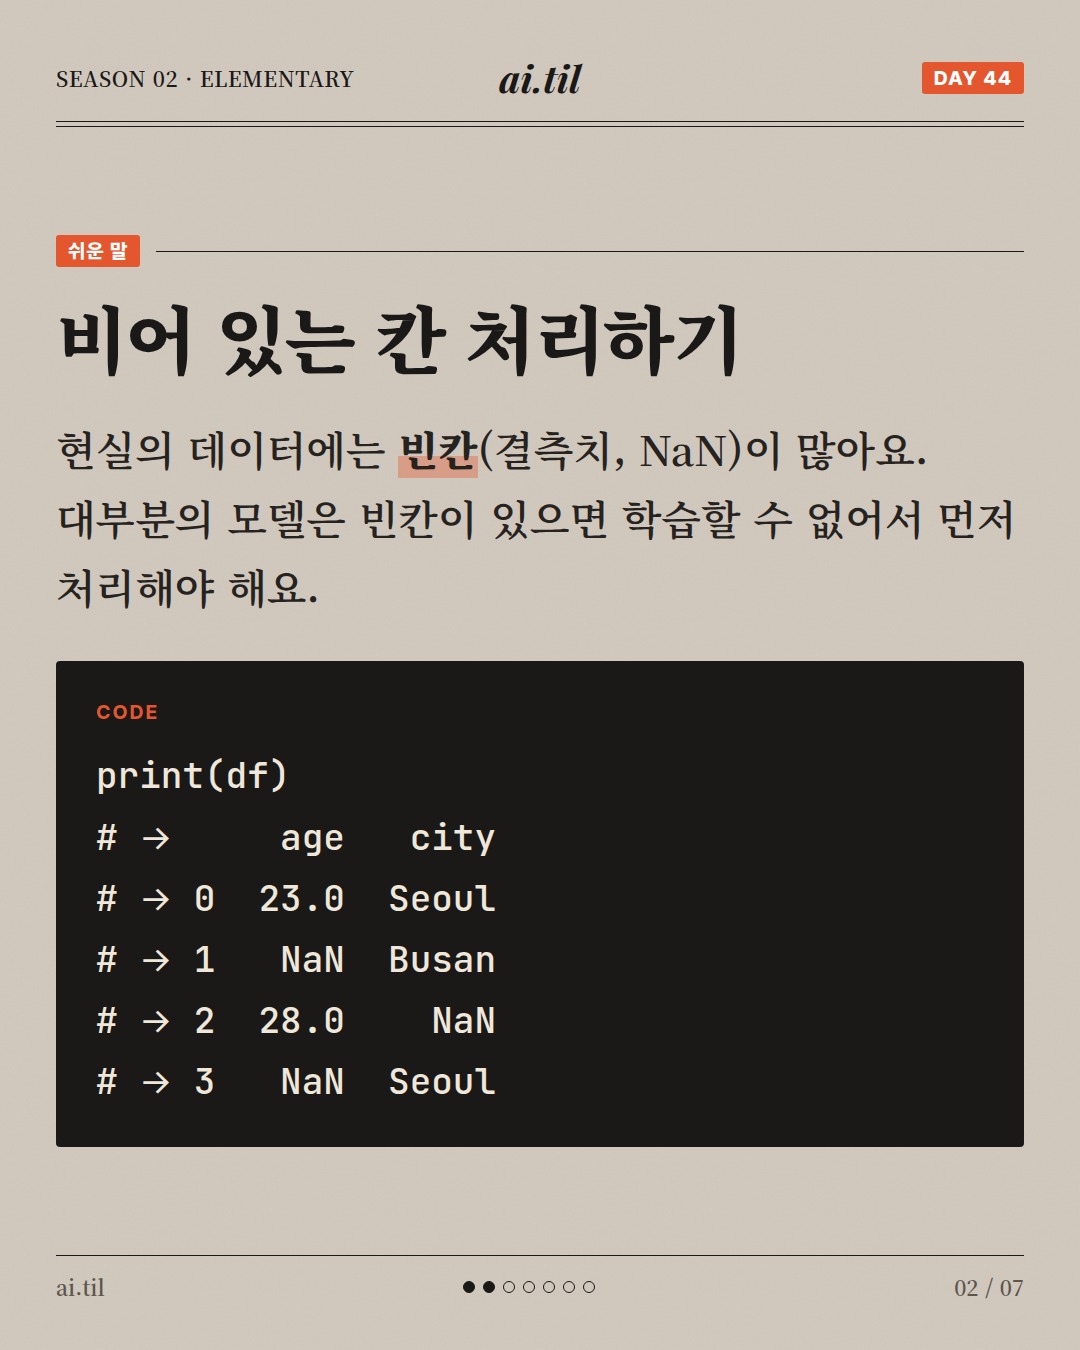 SEASON 02 · ELEMENTARY
ai.til
DAY 44
쉬운 말
비어 있는 칸 처리하기
현실의 데이터에는 빈칸(결측치, NaN)이 많아요.
대부분의 모델은 빈칸이 있으면 학습할 수 없어서 먼저
처리해야 해요.
CODE
print(df)
# →     age   city
# → 0  23.0  Seoul
# → 1   NaN  Busan
# → 2  28.0    NaN
# → 3   NaN  Seoul
ai.til
02 / 07